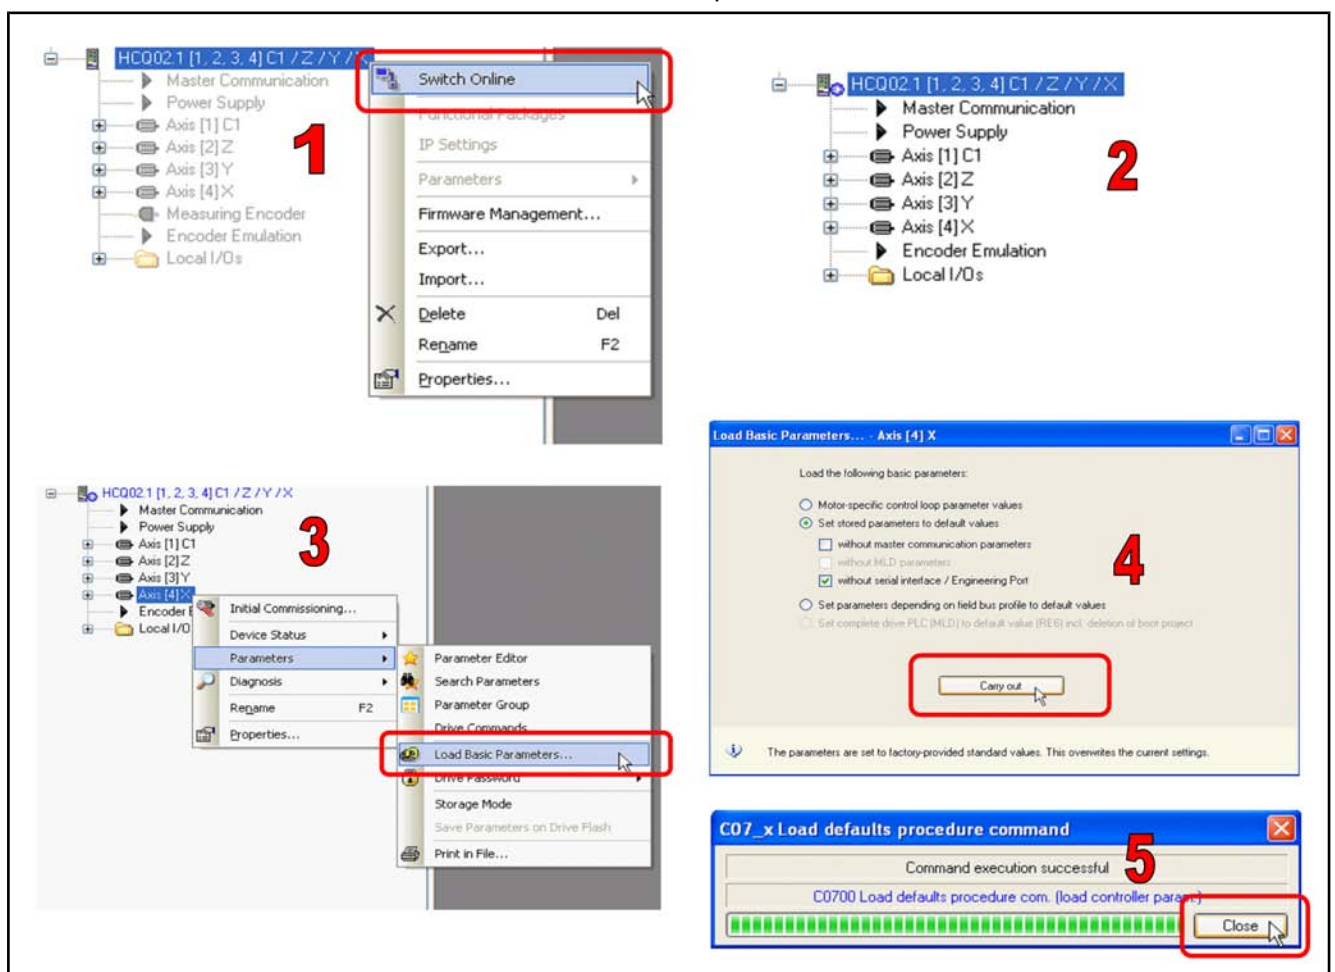 HCQ02.1 [1, 2, 3, 4] C1 / Z / Y / X
Master Communication
Power Supply
Axis [1] C1
Axis [2] Z
Axis [3] Y
Axis [4] X
Measuring Encoder
Encoder Emulation
Local I/Os
1
Switch Online
Functional Packages
IP Settings
Parameters
Firmware Management...
Export...
Import...
Delete Del
Rename F2
Properties...
HCQ02.1 [1, 2, 3, 4] C1 / Z / Y / X
Master Communication
Power Supply
Axis [1] C1
Axis [2] Z
Axis [3] Y
Axis [4] X
Encoder Emulation
Local I/Os
2
HCQ02.1 [1, 2, 3, 4] C1 / Z / Y / X
Master Communication
Power Supply
Axis [1] C1
Axis [2] Z
Axis [3] Y
Axis [4] X
Encoder E
Local I/O
3
Initial Commissioning...
Device Status
Parameters
Diagnosis
Rename F2
Properties...
Parameter Editor
Search Parameters
Parameter Group
Drive Commands
Load Basic Parameters...
Drive Password
Storage Mode
Save Parameters on Drive Flash
Print in File...
Load Basic Parameters... - Axis [4] X
Load the following basic parameters:
Motor-specific control loop parameter values
Set stored parameters to default values
without master communication parameters
without MLD parameters
without serial interface / Engineering Port
Set parameters depending on field bus profile to default values
Set complete drive PLC (MLD) to default value (RES) incl. deletion of boot project
4
Carry out
The parameters are set to factory-provided standard values. This overwrites the current settings.
C07_x Load defaults procedure command
Command execution successful
5
C0700 Load defaults procedure com. (load controller param.)
Close